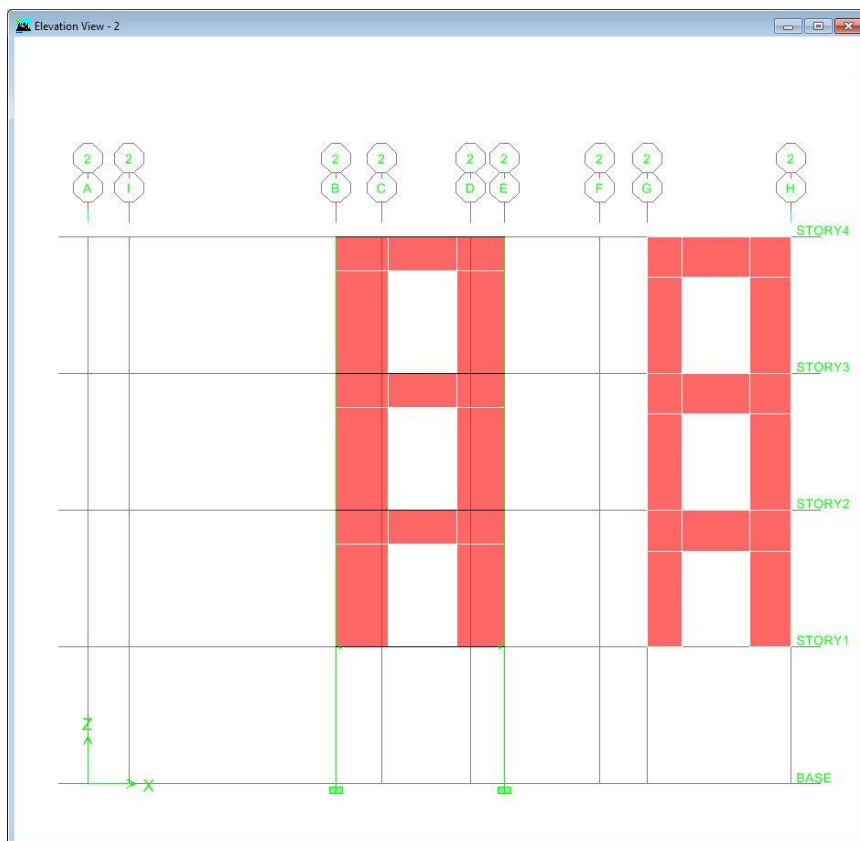 Elevation View - 2
2 2 2 2 2 2 2 2 2
A I B C D E F G H
STORY4
STORY3
STORY2
STORY1
Z
X
BASE